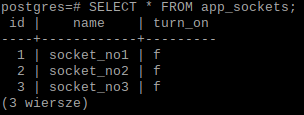 postgres=# SELECT * FROM app_sockets;
 id |    name    | turn_on
----+------------+---------
  1 | socket_no1 | f
  2 | socket_no2 | f
  3 | socket_no3 | f
(3 wiersze)